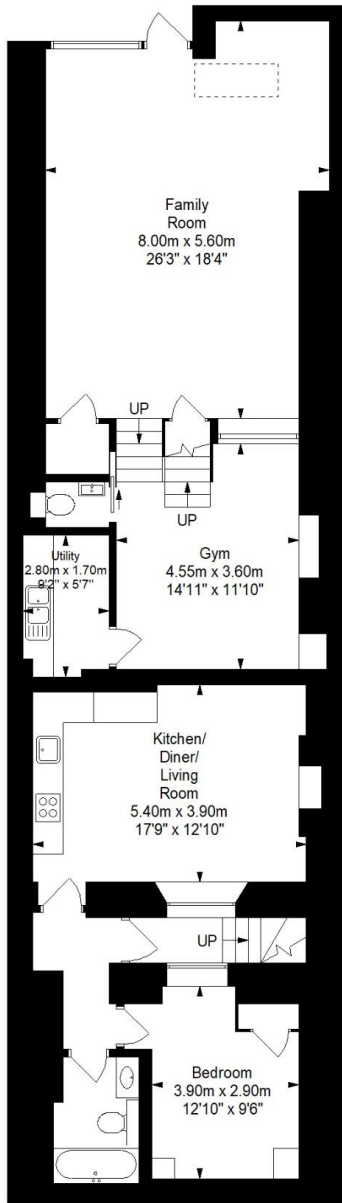 Family
Room
8.00m x 5.60m
26'3" x 18'4"
UP
UP
Utility
2.80m x 1.70m
9'2" x 5'7"
Gym
4.55m x 3.60m
14'11" x 11'10"
Kitchen/
Diner/
Living
Room
5.40m x 3.90m
17'9" x 12'10"
UP
Bedroom
3.90m x 2.90m
12'10" x 9'6"